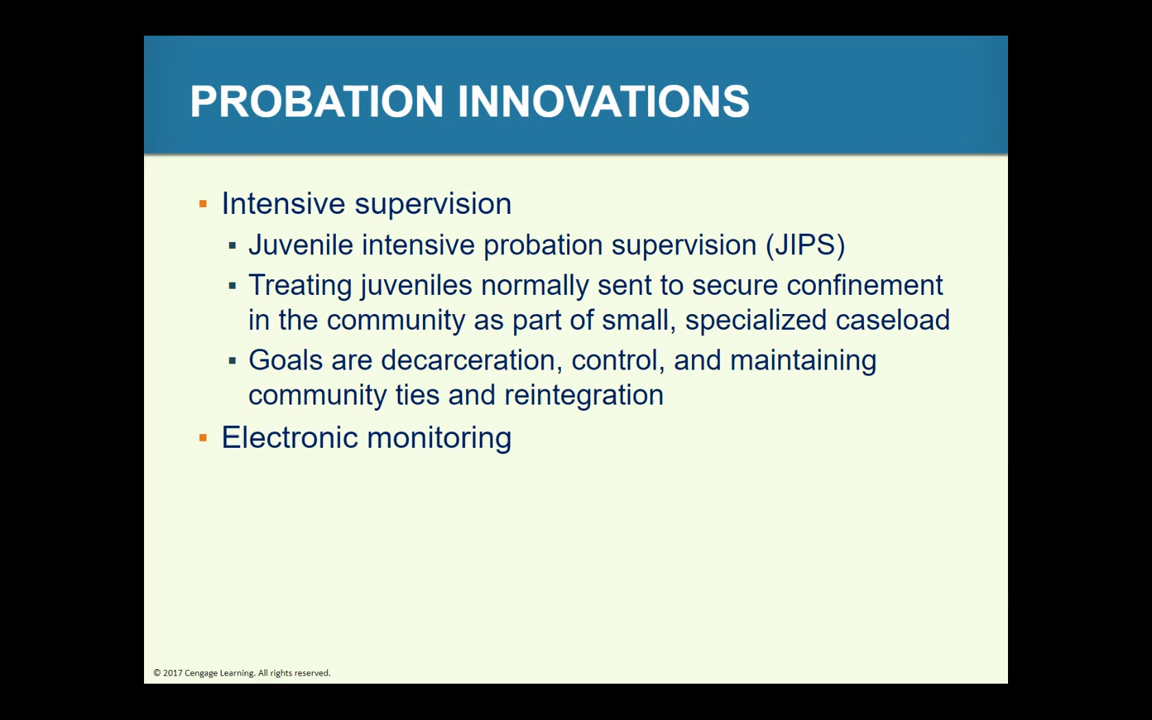 PROBATION INNOVATIONS
Intensive supervision
Juvenile intensive probation supervision (JIPS)
Treating juveniles normally sent to secure confinement
in the community as part of small, specialized caseload
Goals are decarceration, control, and maintaining
community ties and reintegration
Electronic monitoring
© 2017 Cengage Learning. All rights reserved.